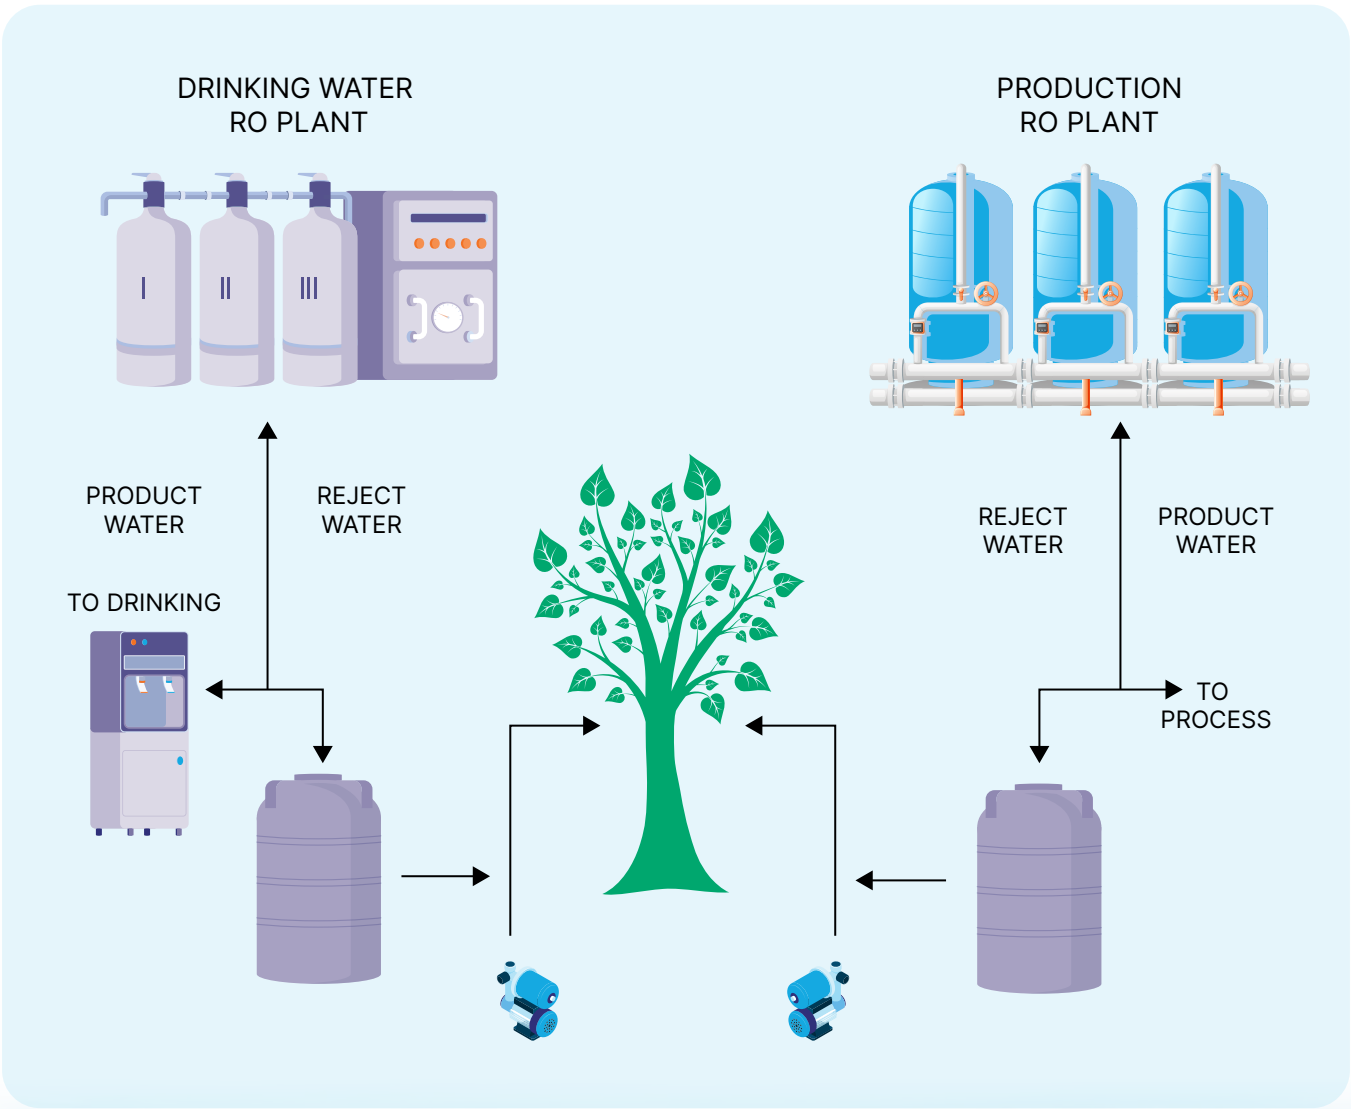 DRINKING WATER
RO PLANT
PRODUCTION
RO PLANT
I
II
III
PRODUCT
WATER
REJECT
WATER
REJECT
WATER
PRODUCT
WATER
TO DRINKING
TO
PROCESS